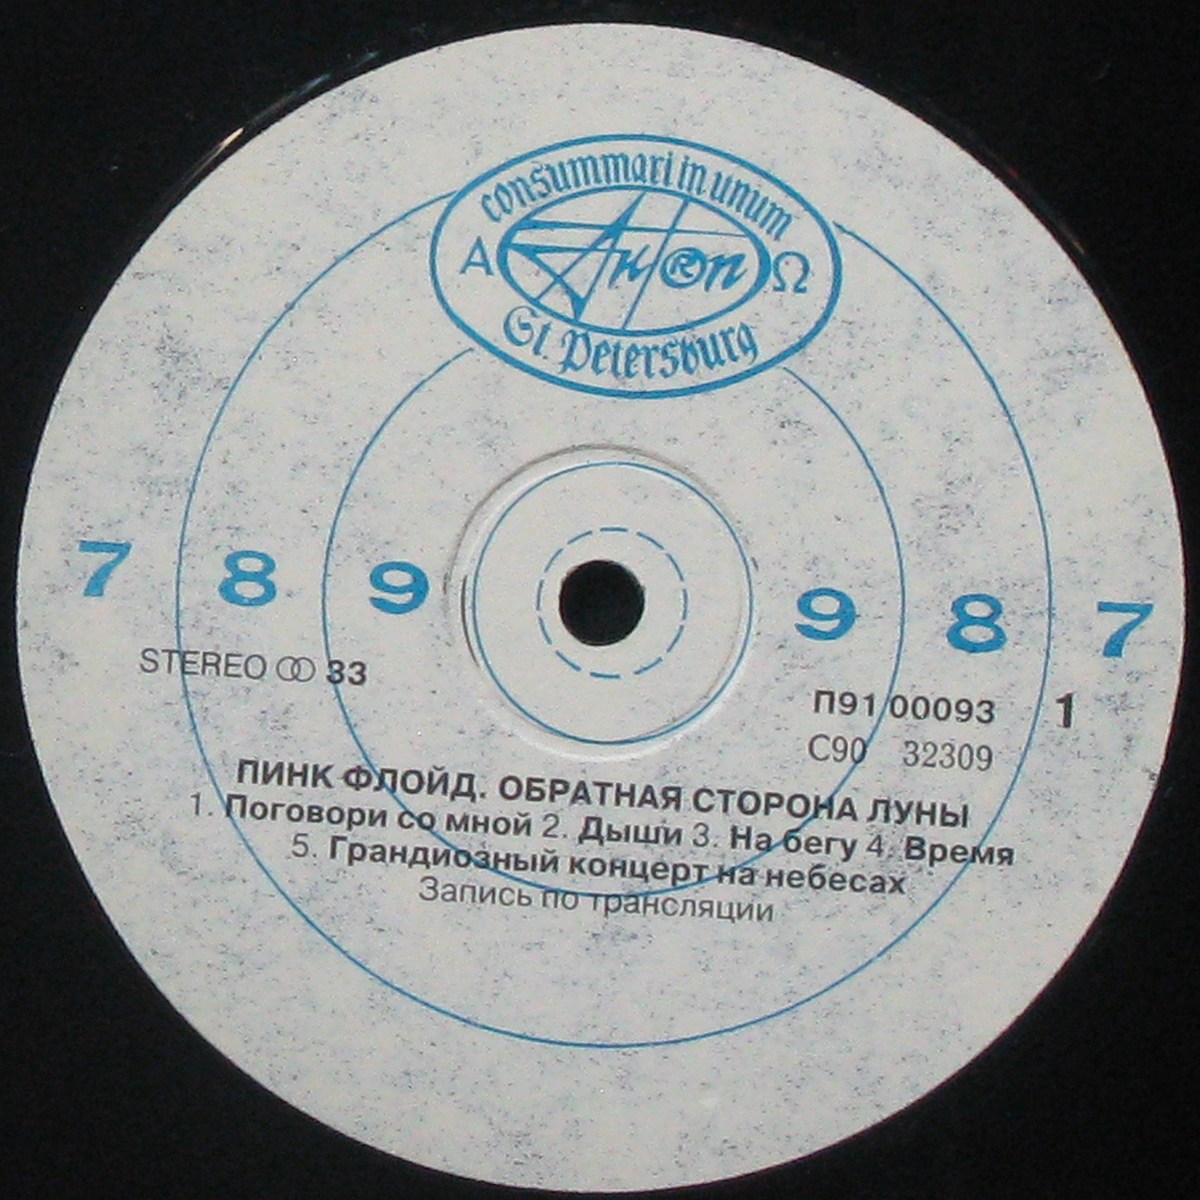 consummari in unum
Α АнTроп Ω
St. Petersburg
7 8 9 9 8 7
STEREO 33
П91 00093 1
С90 32309
ПИНК ФЛОЙД. ОБРАТНАЯ СТОРОНА ЛУНЫ
1. Поговори со мной 2. Дыши 3. На бегу 4. Время
5. Грандиозный концерт на небесах
Запись по трансляции